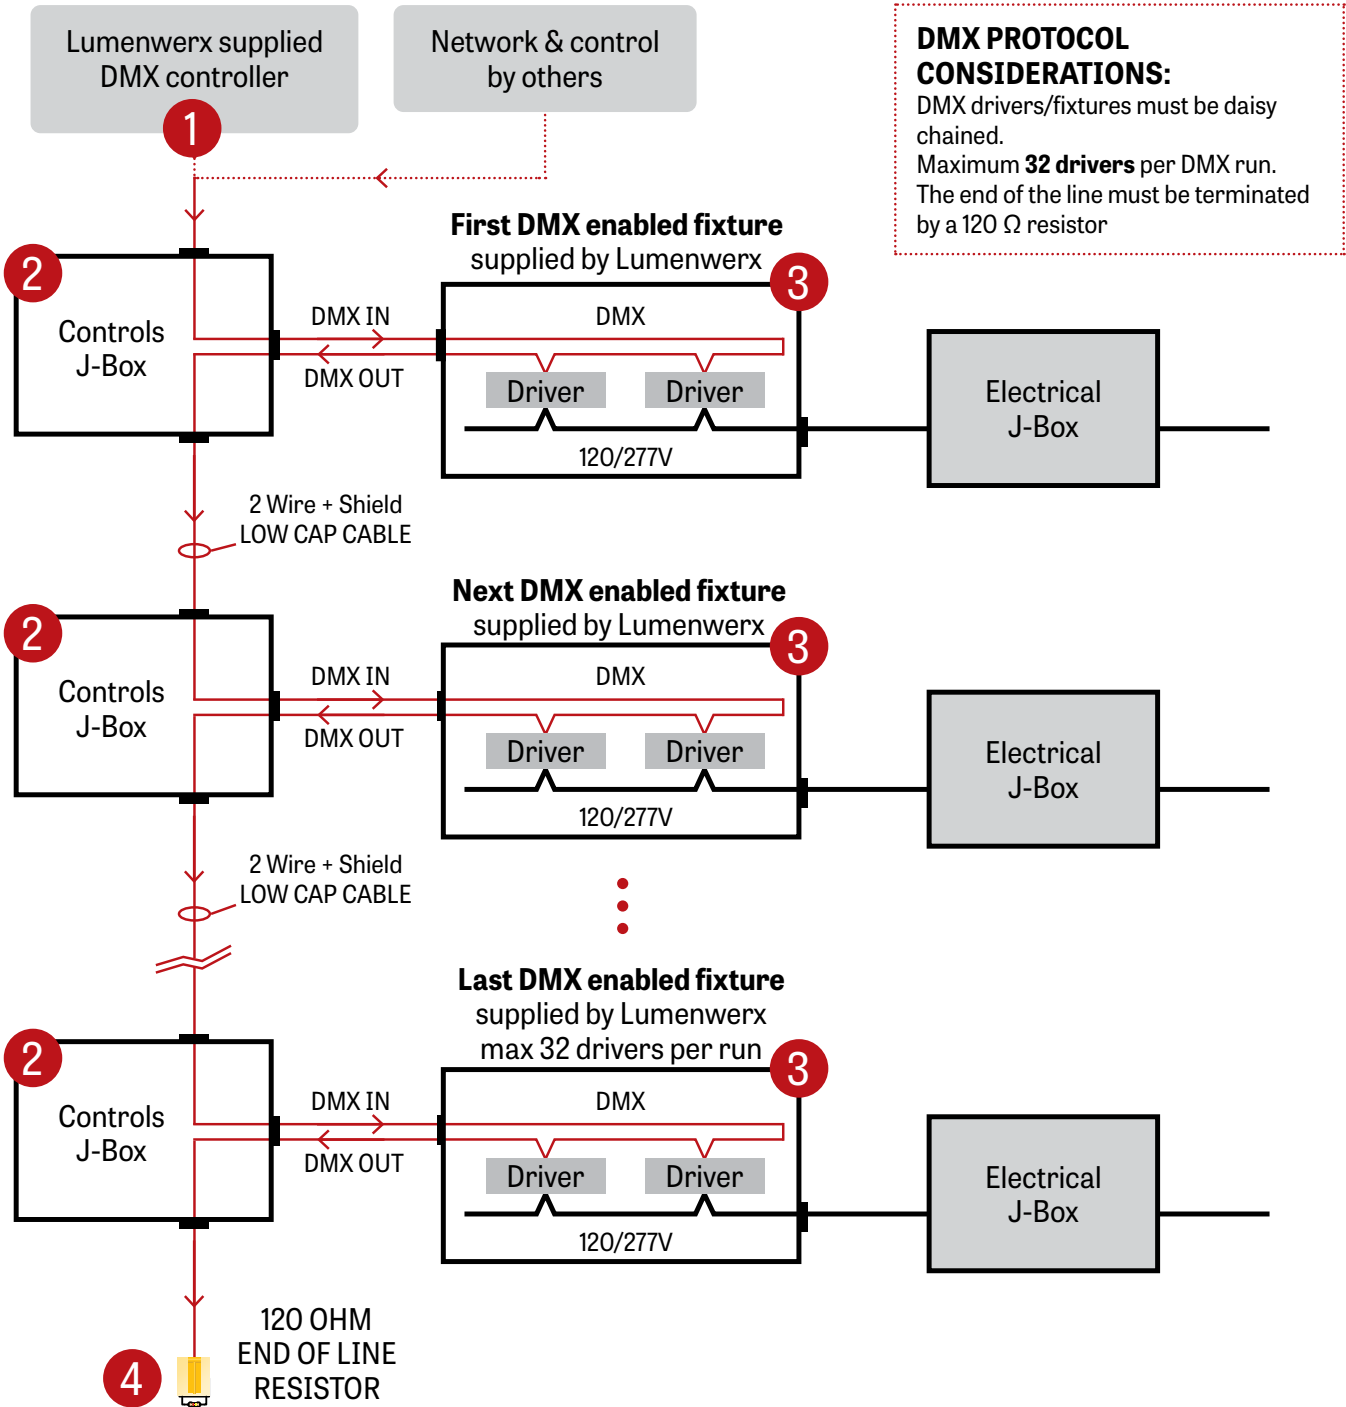 Lumenwerx supplied
DMX controller
1
Network & control
by others
DMX PROTOCOL
CONSIDERATIONS:
DMX drivers/fixtures must be daisy
chained.
Maximum 32 drivers per DMX run.
The end of the line must be terminated
by a 120 Ω resistor
First DMX enabled fixture
supplied by Lumenwerx
2
3
Controls
J-Box
DMX IN
DMX OUT
DMX
Driver
Driver
120/277V
Electrical
J-Box
2 Wire + Shield
LOW CAP CABLE
Next DMX enabled fixture
supplied by Lumenwerx
2
3
Controls
J-Box
DMX IN
DMX OUT
DMX
Driver
Driver
120/277V
Electrical
J-Box
2 Wire + Shield
LOW CAP CABLE
Last DMX enabled fixture
supplied by Lumenwerx
max 32 drivers per run
2
3
Controls
J-Box
DMX IN
DMX OUT
DMX
Driver
Driver
120/277V
Electrical
J-Box
4
120 OHM
END OF LINE
RESISTOR